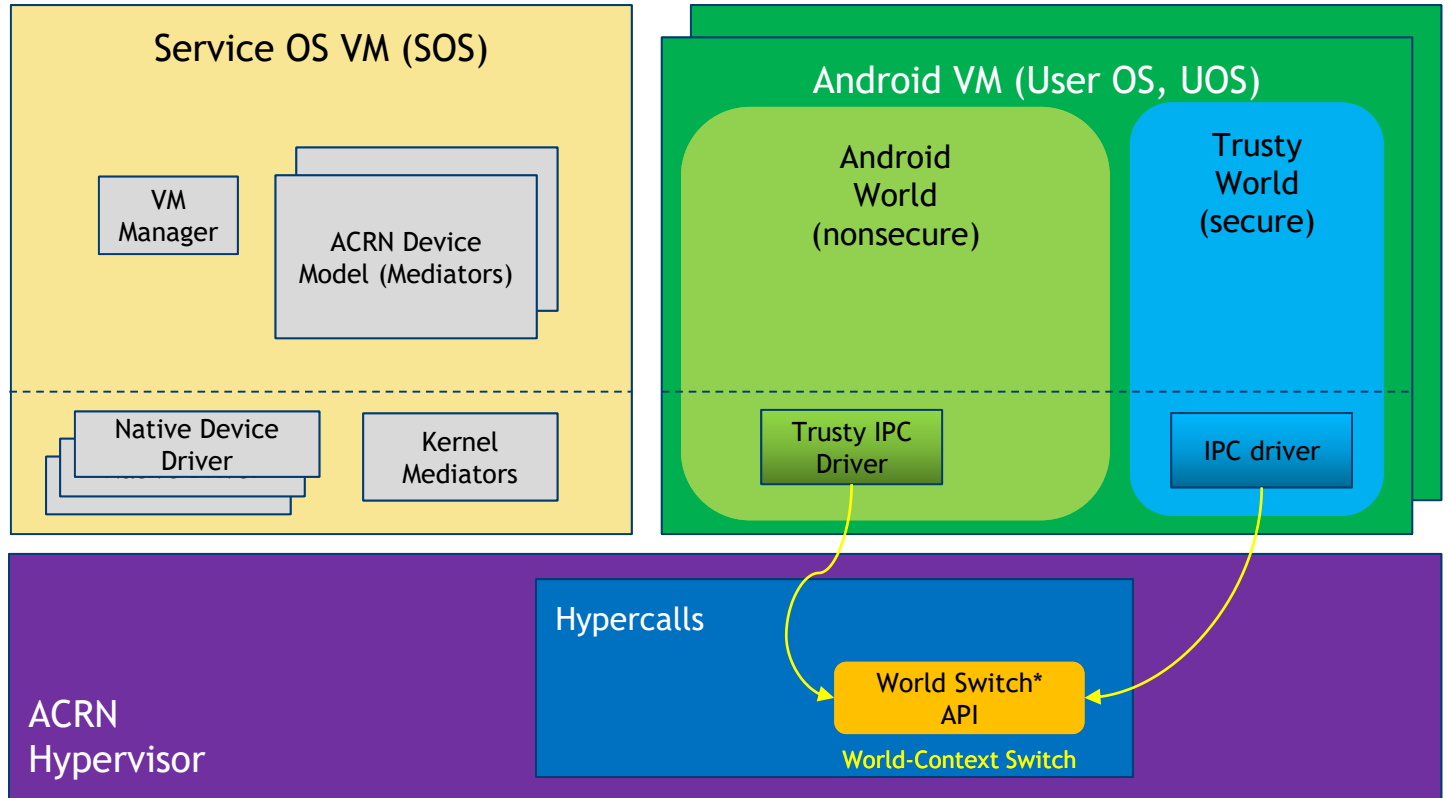 Service OS VM (SOS)
VM
Manager
ACRN Device
Model (Mediators)
Native Device
Driver
Kernel
Mediators
Android VM (User OS, UOS)
Android
World
(nonsecure)
Trusty
World
(secure)
Trusty IPC
Driver
IPC driver
Hypercalls
World Switch*
API
World-Context Switch
ACRN
Hypervisor